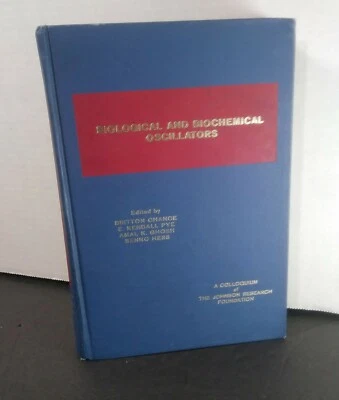 BIOLOGICAL AND BIOCHEMICAL
OSCILLATORS
Edited by
BRITTON CHANCE
E. KENDALL PYE
AMAL K. GHOSH
BENNO HESS
A COLLOQUIUM
of
THE JOHNSON RESEARCH
FOUNDATION